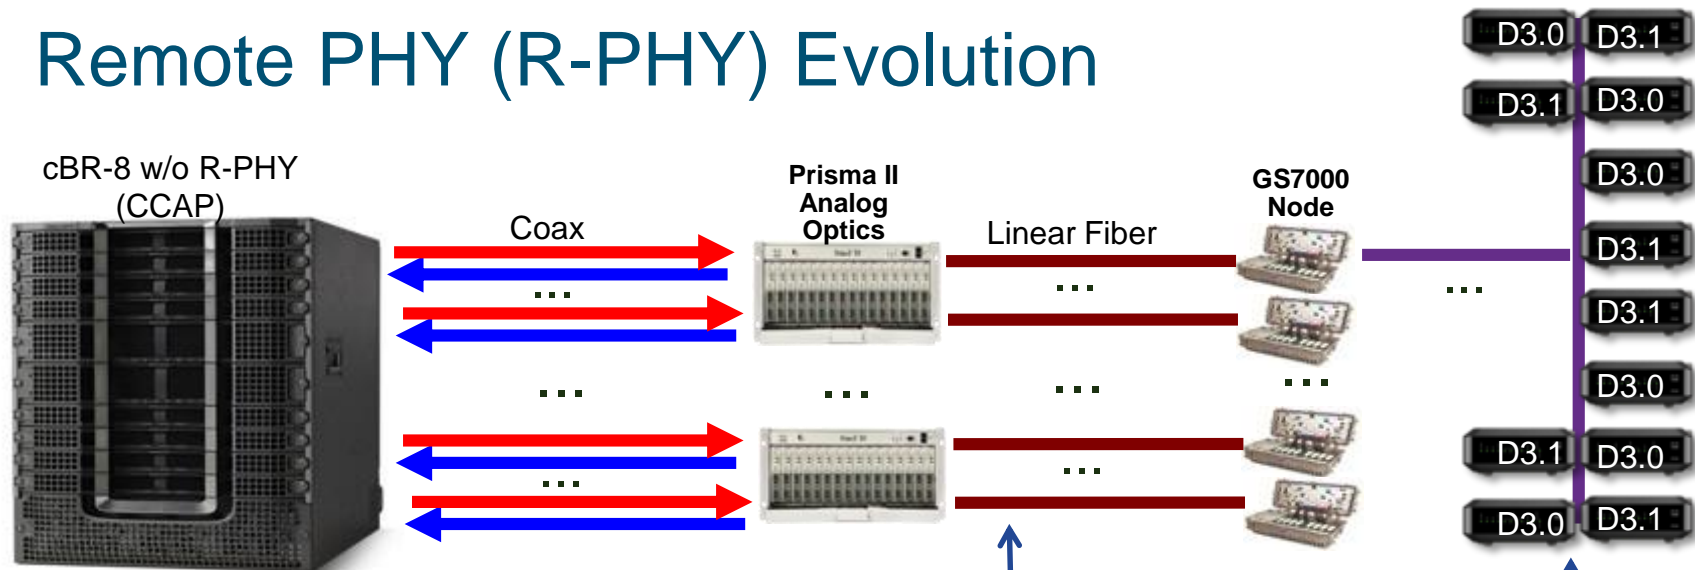 Remote PHY (R-PHY) Evolution
cBR-8 w/o R-PHY
(CCAP)
Coax
...
...
...
Prisma II
Analog
Optics
...
Linear Fiber
...
...
...
GS7000
Node
...
...
D3.0 D3.1
D3.1 D3.0
D3.0
D3.1
D3.1
D3.0
D3.1 D3.0
D3.0 D3.1